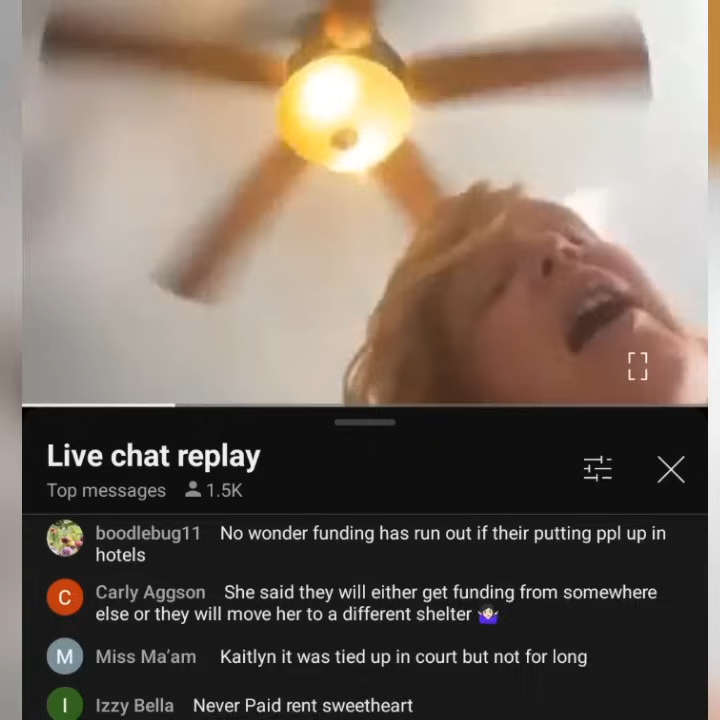 Live chat replay
Top messages 1.5K
boodlebug11 No wonder funding has run out if their putting ppl up in
hotels
C Carly Aggson She said they will either get funding from somewhere
else or they will move her to a different shelter 🤷🏻‍♀️
M Miss Ma'am Kaitlyn it was tied up in court but not for long
I Izzy Bella Never Paid rent sweetheart